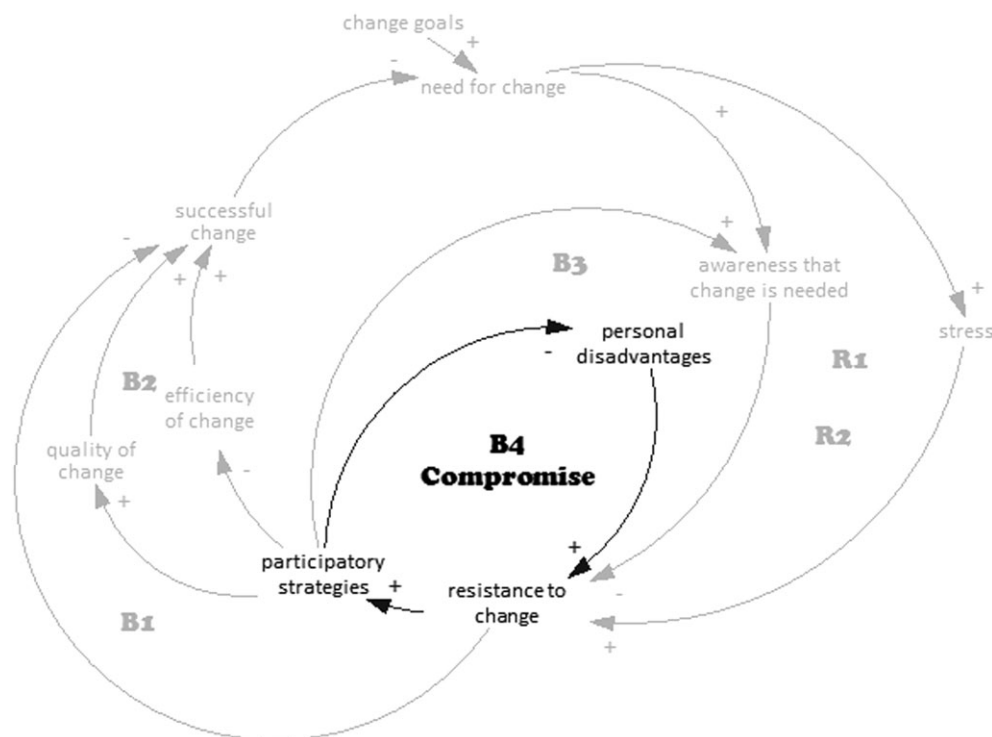 change goals
+
-
need for change
+
successful
change
-
+
+
+
B3
awareness that
change is needed
+
stress
personal
disadvantages
-
R1
B2
efficiency
of change
R2
quality of
change
B4
Compromise
-
+
participatory
strategies
+
+
resistance to
change
-
B1
+